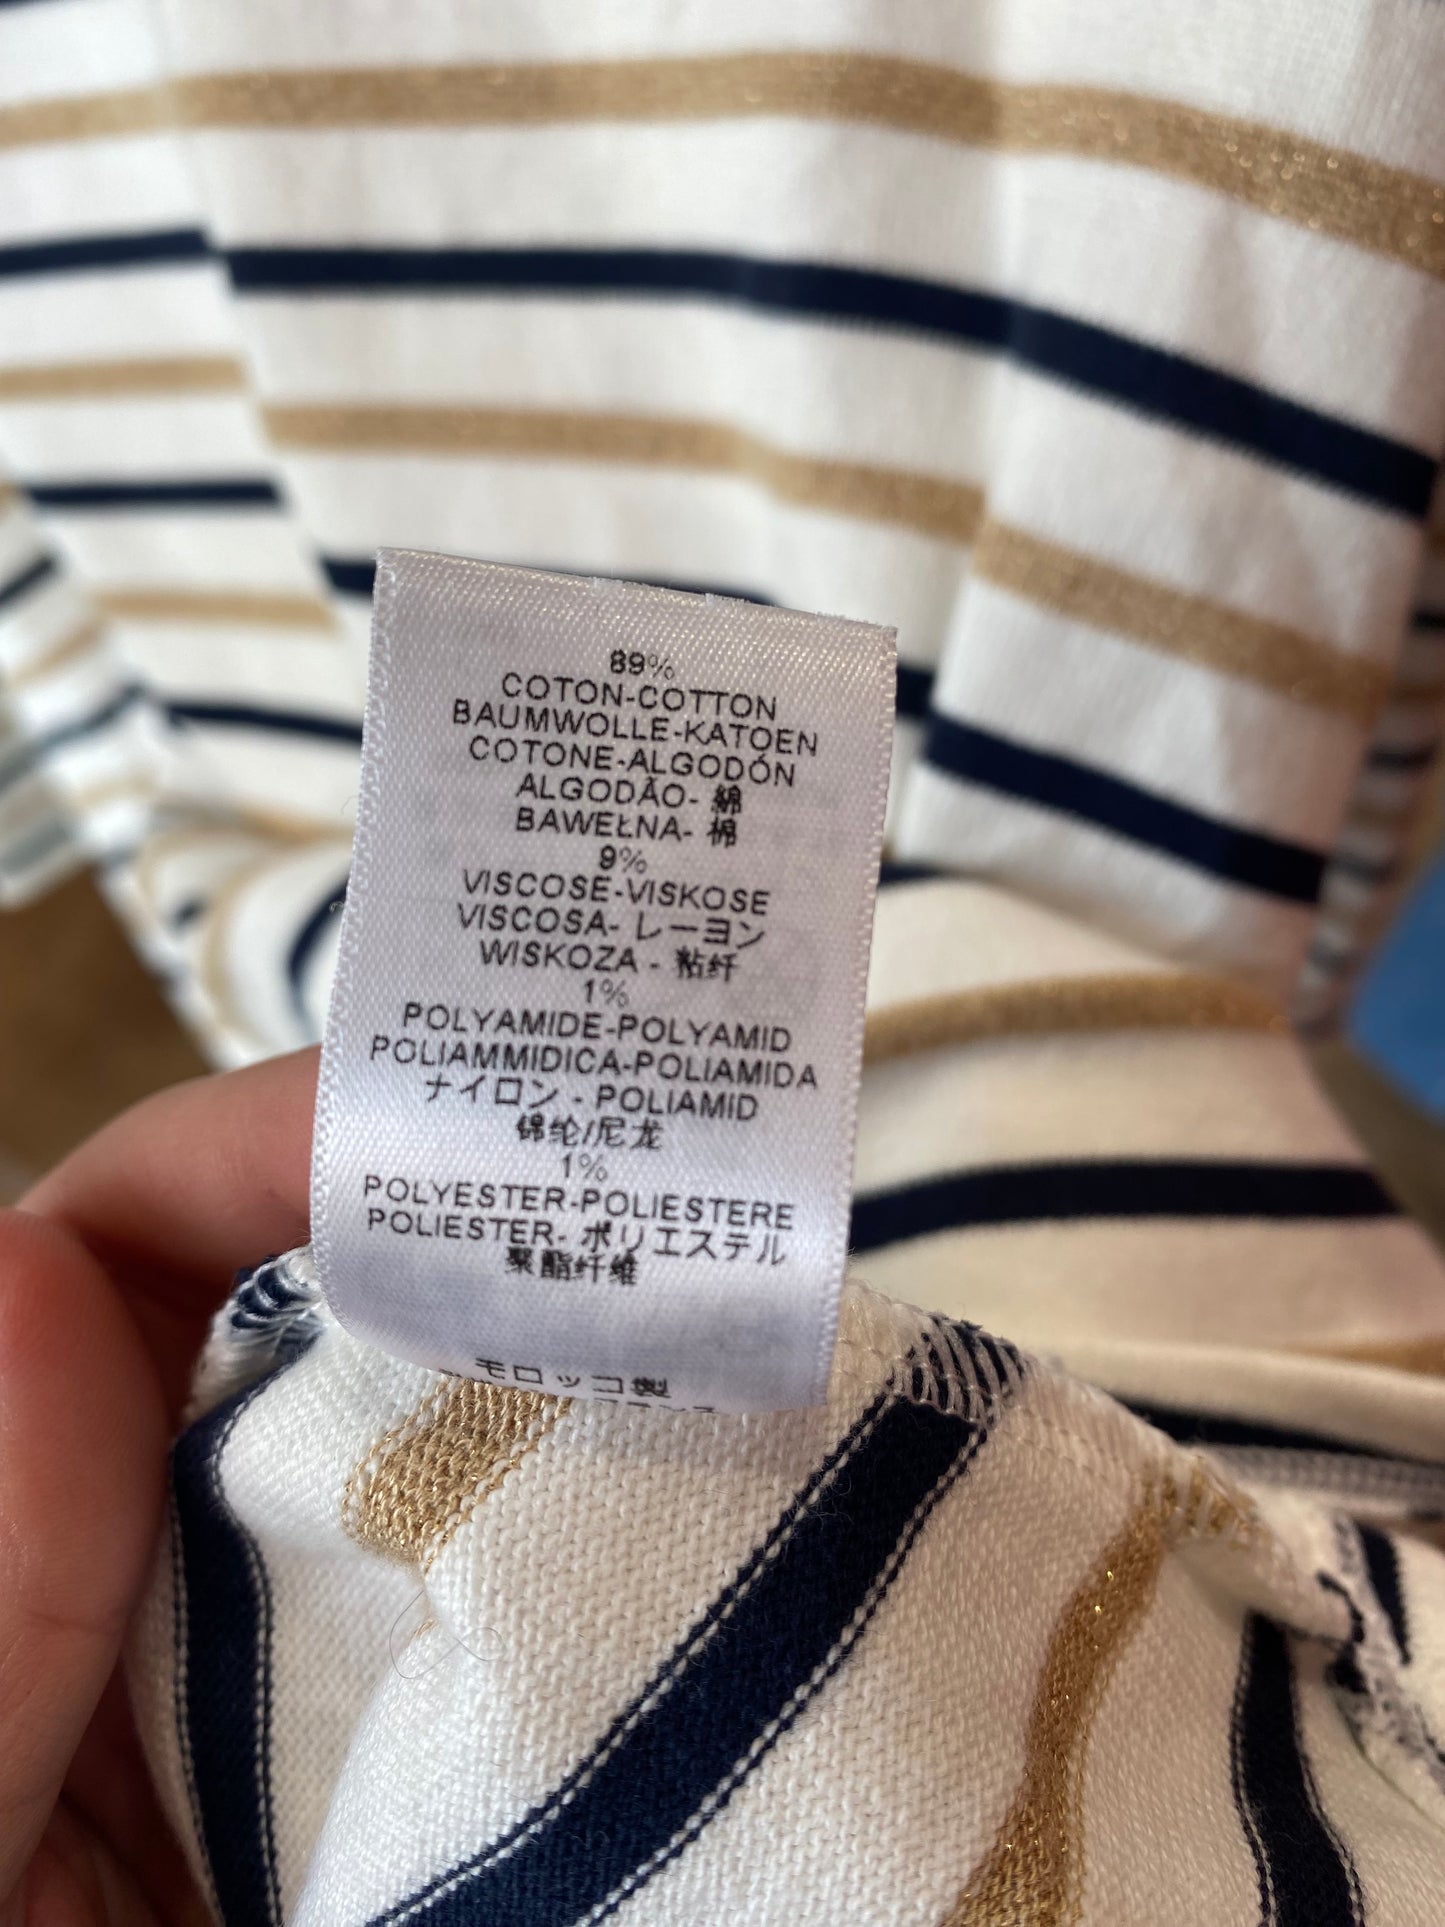 89%
COTON-COTTON
BAUMWOLLE-KATOEN
COTONE-ALGODÓN
ALGODÃO- 綿
BAWEŁNA- 棉
9%
VISCOSE-VISKOSE
VISCOSA- レーヨン
WISKOZA - 粘纤
1%
POLYAMIDE-POLYAMID
POLIAMMIDICA-POLIAMIDA
ナイロン - POLIAMID
锦纶/尼龙
1%
POLYESTER-POLIESTERE
POLIESTER- ポリエステル
聚酯纤维
モロッコ製